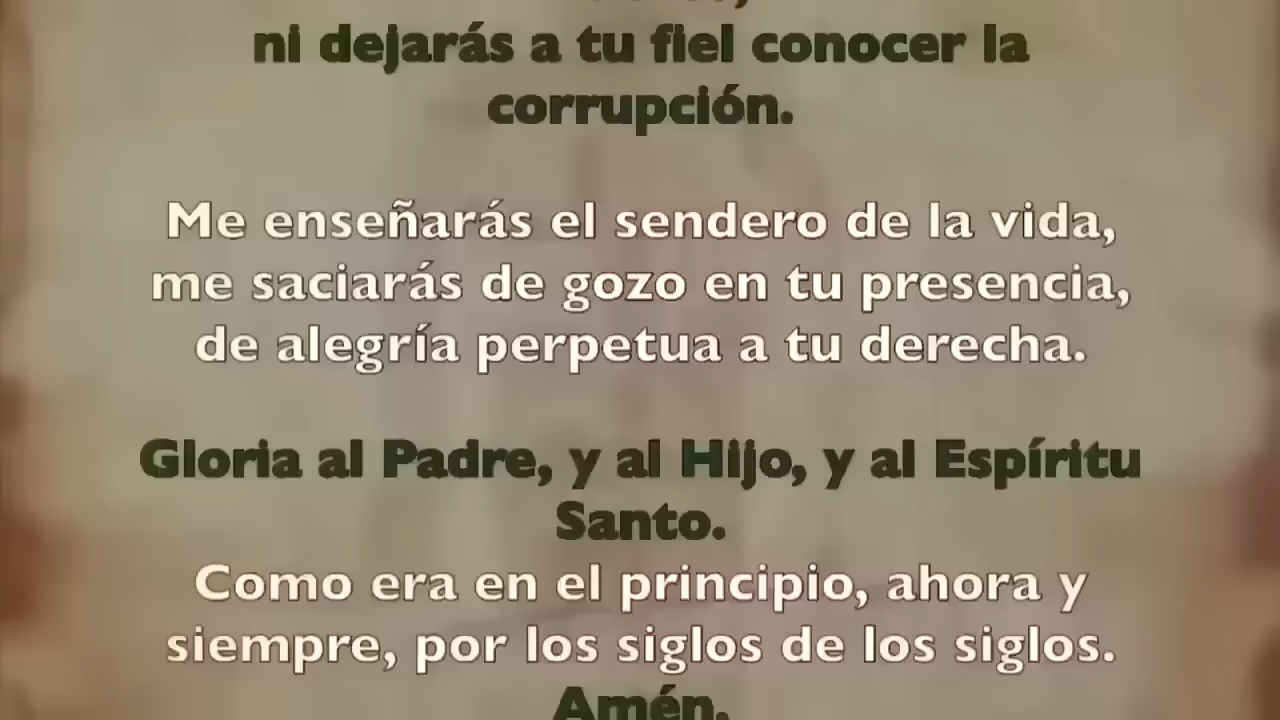 ni dejarás a tu fiel conocer la
corrupción.
Me enseñarás el sendero de la vida,
me saciarás de gozo en tu presencia,
de alegría perpetua a tu derecha.
Gloria al Padre, y al Hijo, y al Espíritu
Santo.
Como era en el principio, ahora y
siempre, por los siglos de los siglos.
Amén.